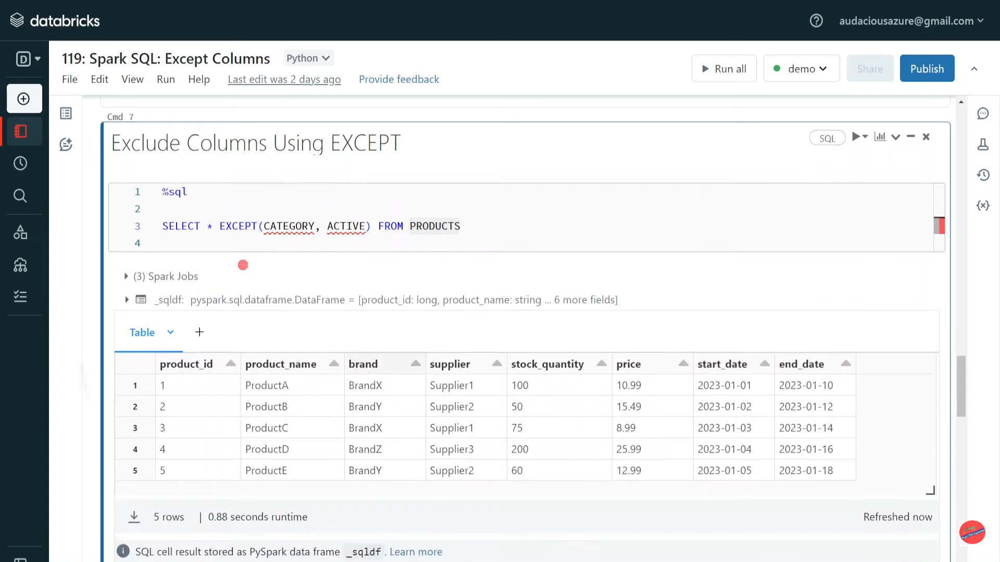 databricks
audaciousazure@gmail.com
119: Spark SQL: Except Columns Python
File Edit View Run Help Last edit was 2 days ago Provide feedback
Run all demo Share Publish
Cmd 7
Exclude Columns Using EXCEPT
SQL
1 %sql
2
3 SELECT * EXCEPT(CATEGORY, ACTIVE) FROM PRODUCTS
4
(3) Spark Jobs
_sqldf: pyspark.sql.dataframe.DataFrame = [product_id: long, product_name: string ... 6 more fields]
Table +
product_id product_name brand supplier stock_quantity price start_date end_date
1 1 ProductA BrandX Supplier1 100 10.99 2023-01-01 2023-01-10
2 2 ProductB BrandY Supplier2 50 15.49 2023-01-02 2023-01-12
3 3 ProductC BrandX Supplier1 75 8.99 2023-01-03 2023-01-14
4 4 ProductD BrandZ Supplier3 200 25.99 2023-01-04 2023-01-16
5 5 ProductE BrandY Supplier2 60 12.99 2023-01-05 2023-01-18
5 rows | 0.88 seconds runtime Refreshed now
SQL cell result stored as PySpark data frame _sqldf. Learn more